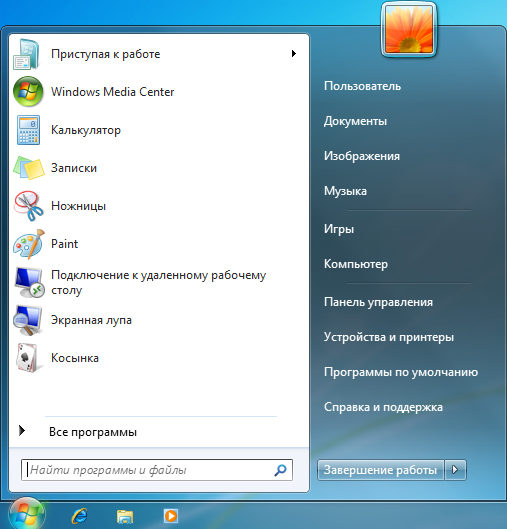 Приступая к работе
Windows Media Center
Калькулятор
Записки
Ножницы
Paint
Подключение к удаленному рабочему
столу
Экранная лупа
Косынка
Все программы
Найти программы и файлы
Пользователь
Документы
Изображения
Музыка
Игры
Компьютер
Панель управления
Устройства и принтеры
Программы по умолчанию
Справка и поддержка
Завершение работы